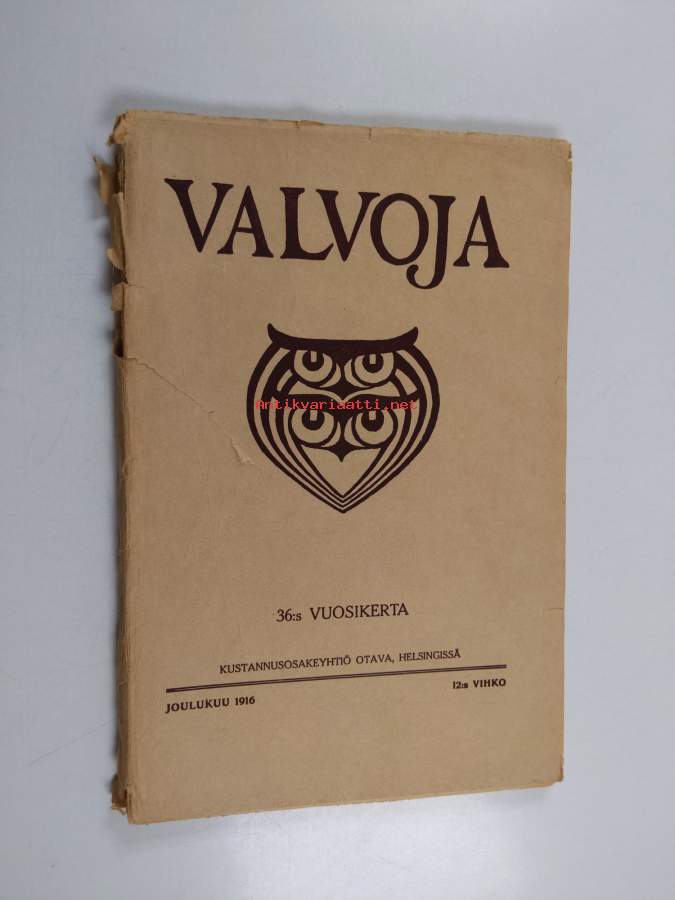 VALVOJA
Antikvariaatti.net
36:s VUOSIKERTA
KUSTANNUSOSAKEYHTIÖ OTAVA, HELSINGISSÄ
JOULUKUU 1916 12:s VIHKO